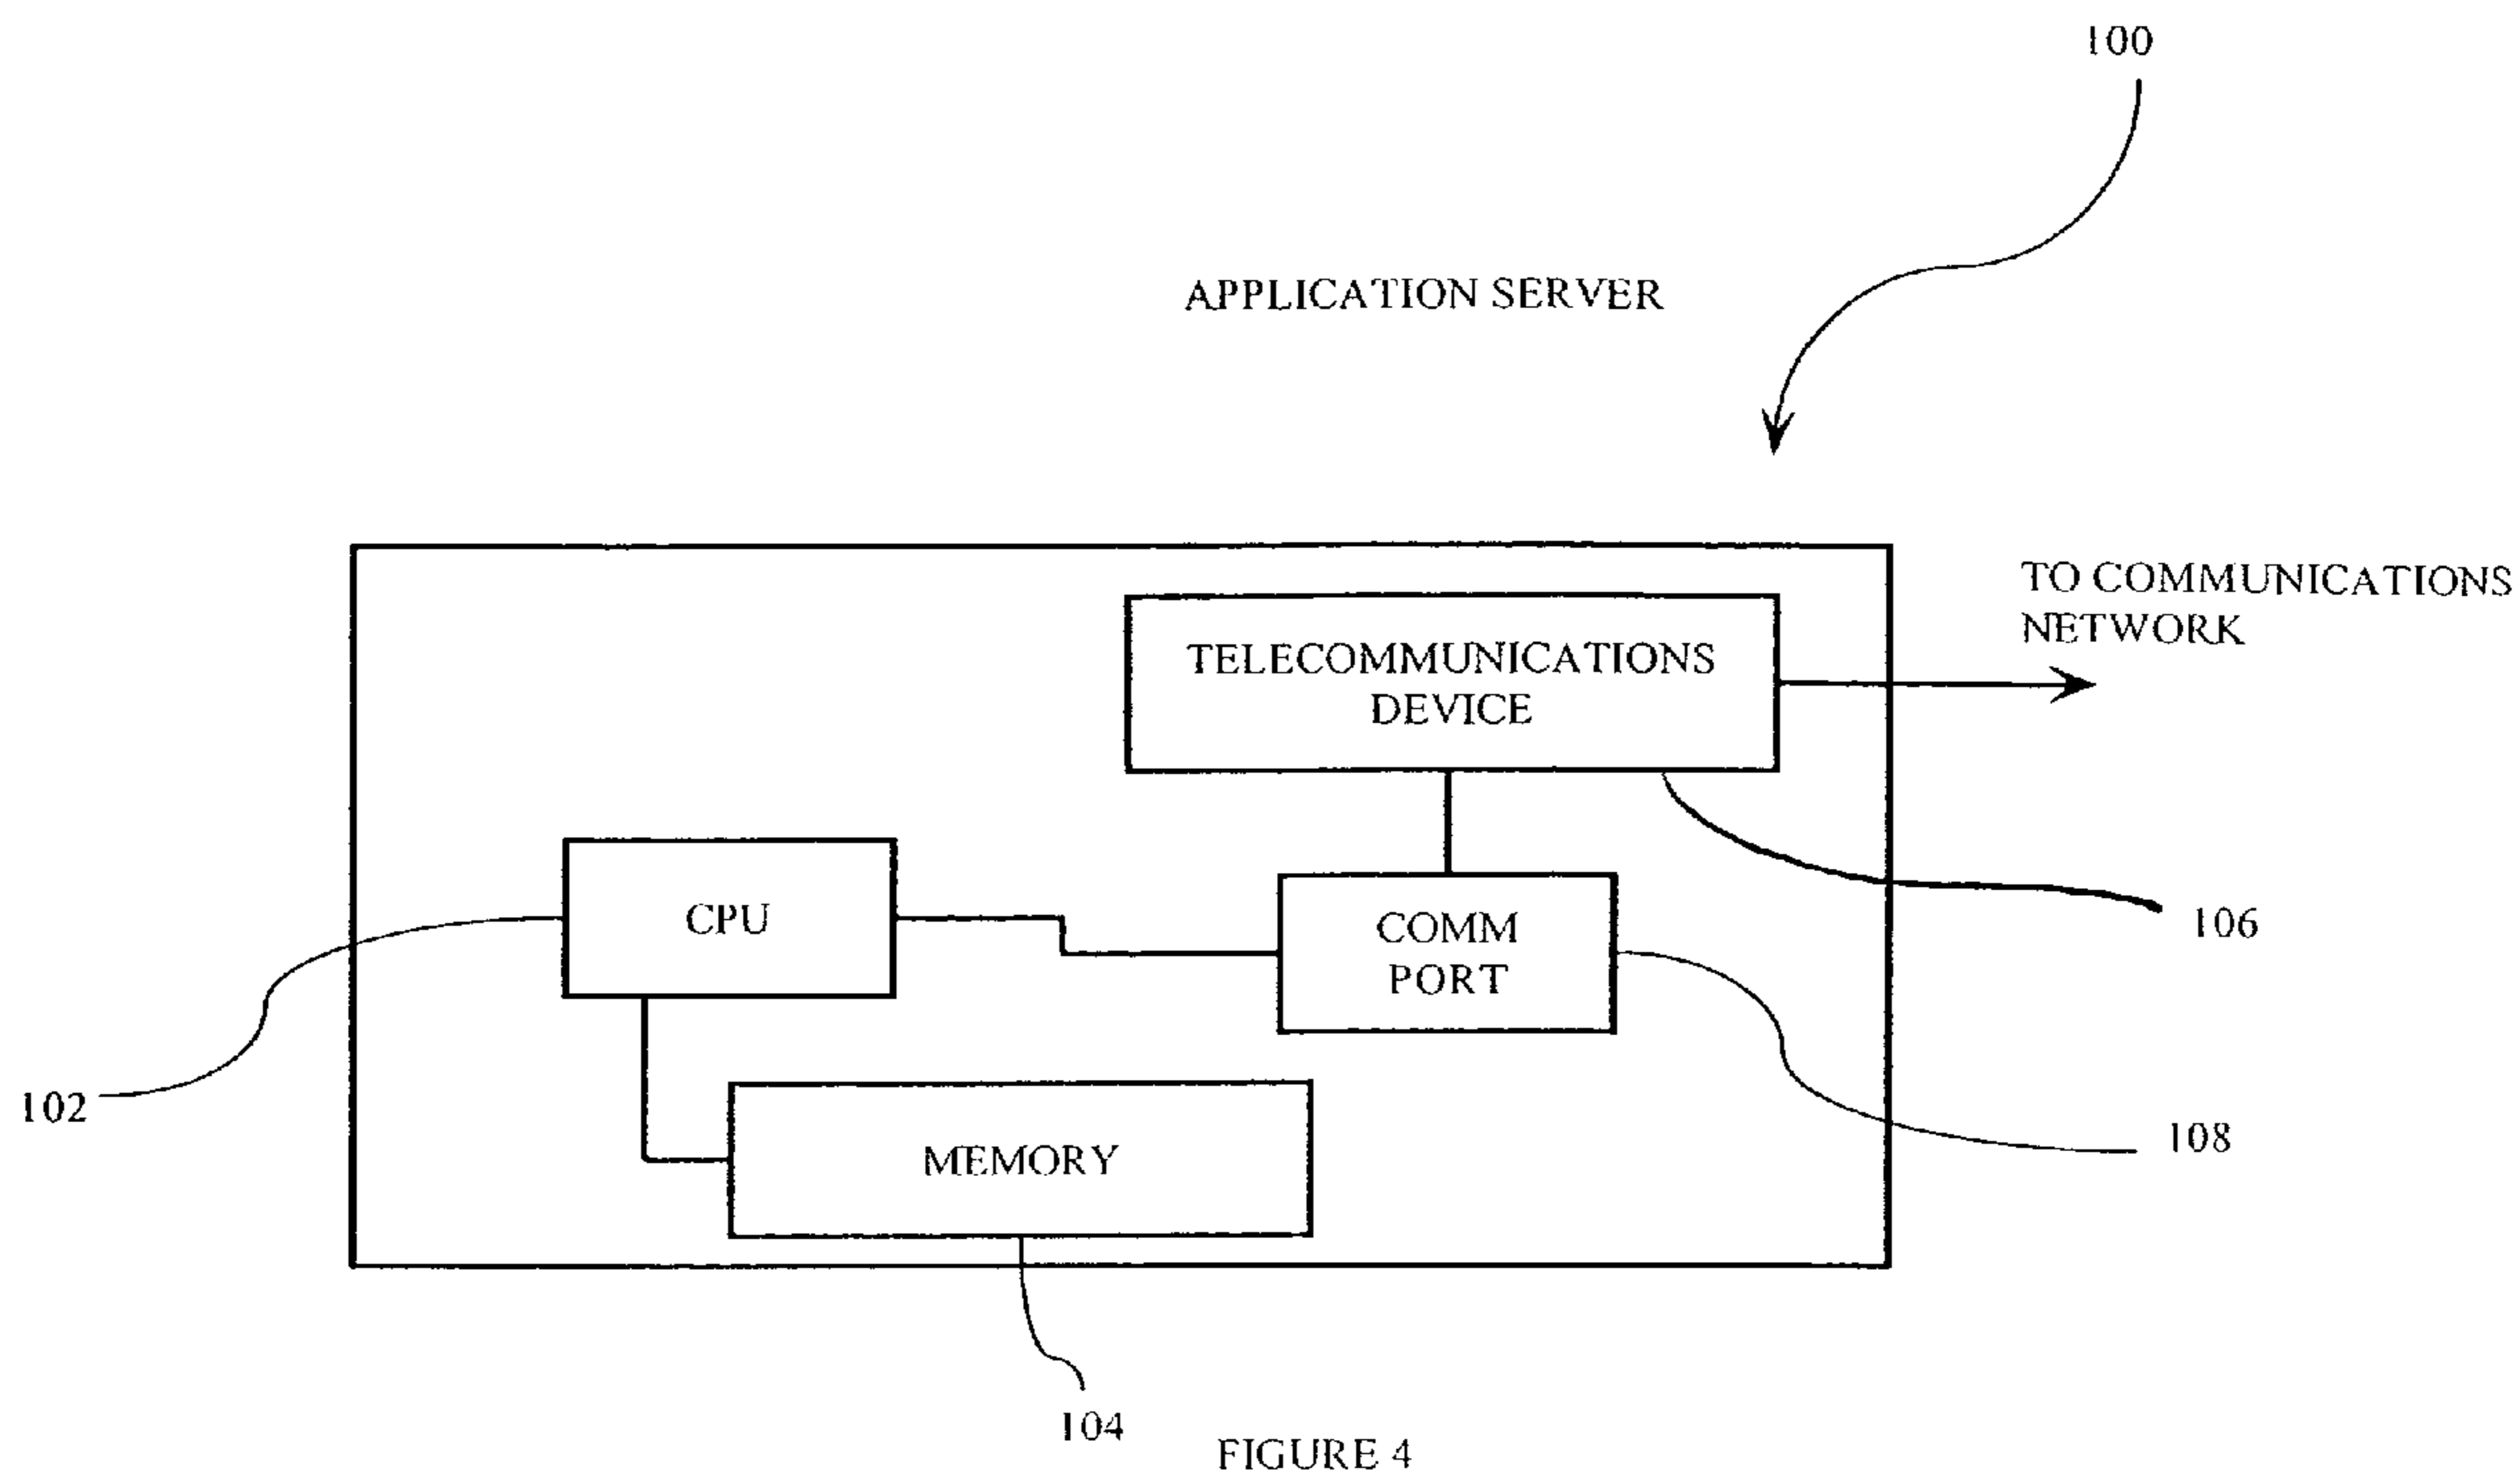 100
APPLICATION SERVER
TO COMMUNICATIONS
NETWORK
TELECOMMUNICATIONS
DEVICE
CPU
COMM
PORT
106
102
108
MEMORY
104
FIGURE 4